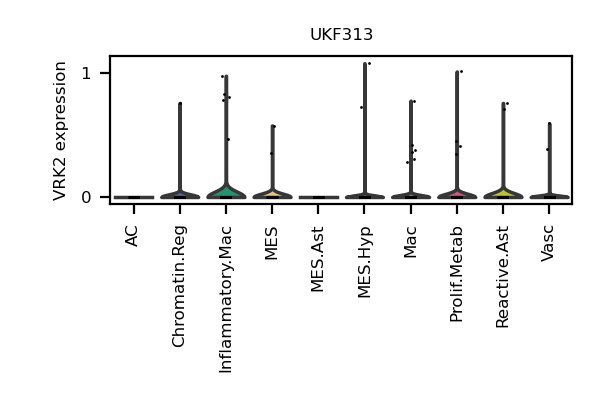 UKF313
VRK2 expression
1
0
AC
Chromatin.Reg
Inflammatory.Mac
MES
MES.Ast
MES.Hyp
Mac
Prolif.Metab
Reactive.Ast
Vasc